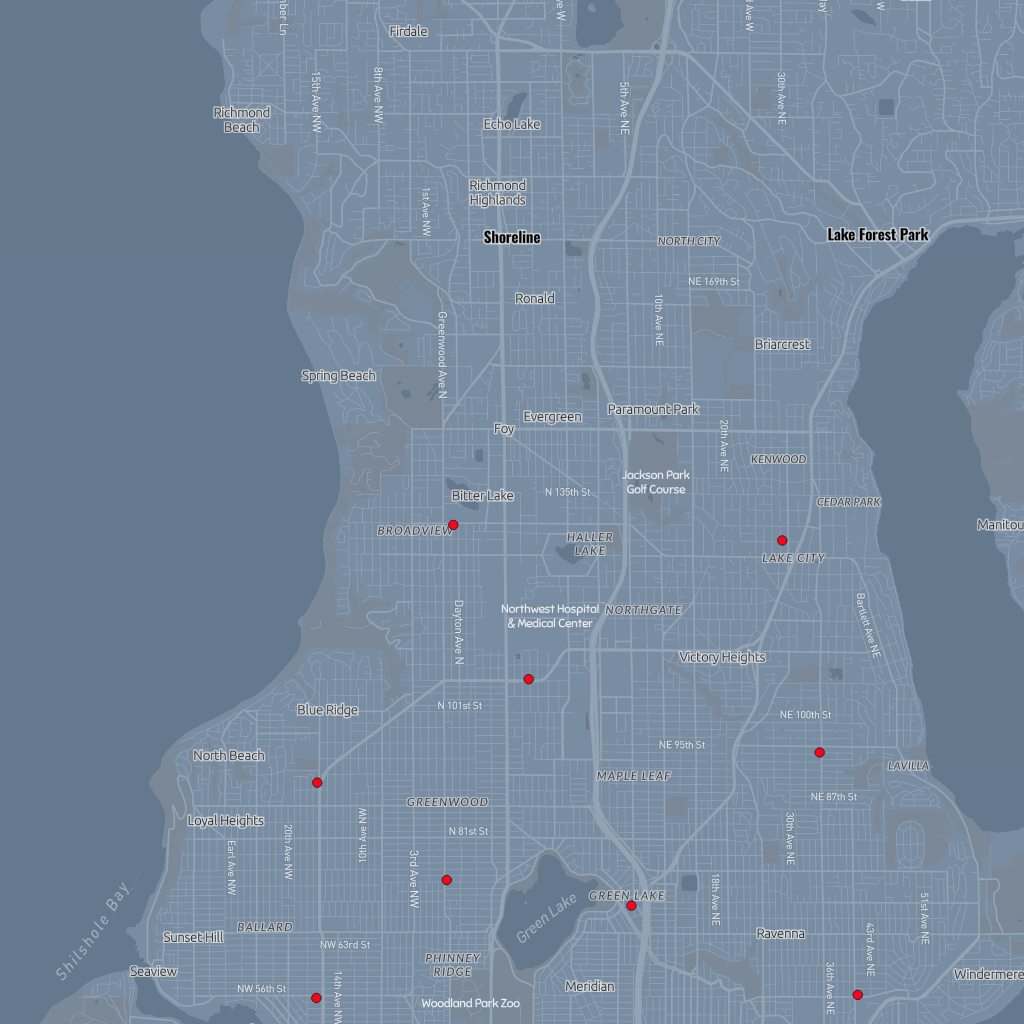 ber Ln
Firdale
ve W
d Ave W
W
15th Ave NW
8th Ave NW
5th Ave NE
30th Ave NE
Richmond
Beach
Echo Lake
Richmond
Highlands
1st Ave NW
Shoreline
NORTH CITY
Lake Forest Park
NE 169th St
Ronald
10th Ave NE
Greenwood Ave N
Briarcrest
Spring Beach
Evergreen
Paramount Park
Foy
20th Ave NE
KENWOOD
Jackson Park
Golf Course
N 135th St
Bitter Lake
CEDAR PARK
Manitou
BROADVIEW
HALLER
LAKE
LAKE CITY
Dayton Ave N
Northwest Hospital
& Medical Center
NORTHGATE
Bartlett Ave NE
Victory Heights
N 101st St
Blue Ridge
NE 100th St
North Beach
NE 95th St
LAVILLA
MAPLE LEAF
GREENWOOD
NE 87th St
Loyal Heights
10th Ave NW
N 81st St
20th Ave NW
30th Ave NE
Earl Ave NW
3rd Ave NW
18th Ave NE
GREEN LAKE
Green Lake
51st Ave NE
Shilshole Bay
BALLARD
Sunset Hill
NW 63rd St
Ravenna
43rd Ave NE
PHINNEY
RIDGE
Seaview
Windermere
NW 56th St
14th Ave NW
Meridian
36th Ave NE
Woodland Park Zoo